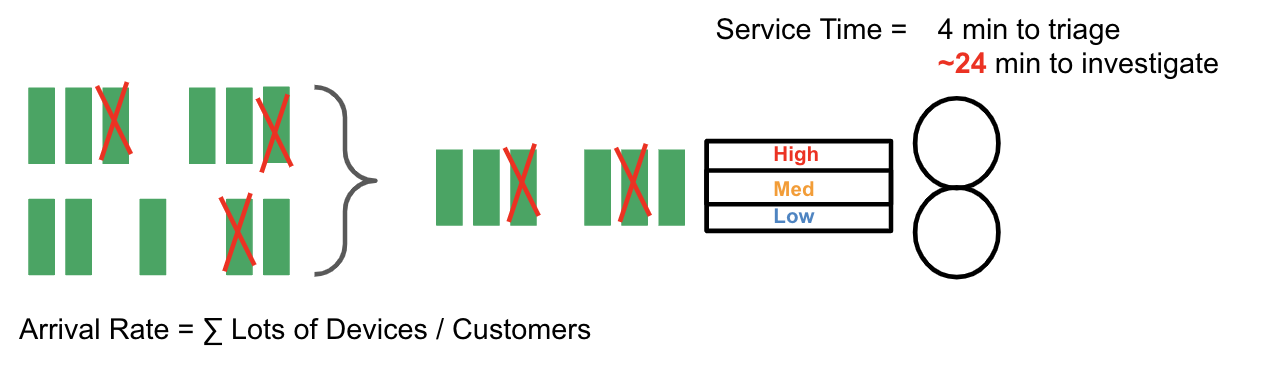 Service Time = 4 min to triage
~24 min to investigate
High
Med
Low
Arrival Rate = ∑ Lots of Devices / Customers